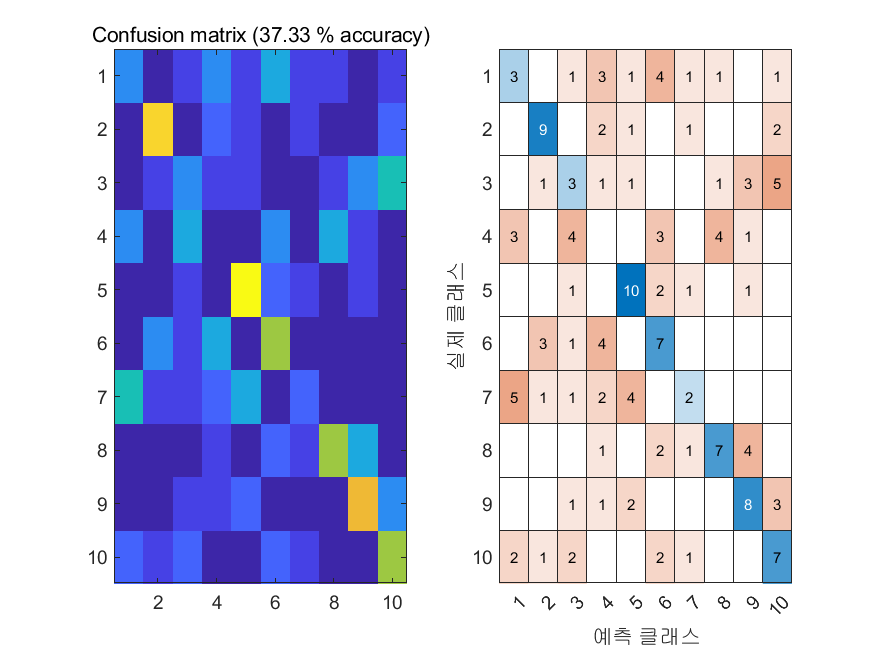 Confusion matrix (37.33 % accuracy)
1
2
3
4
5
6
7
8
9
10
2 4 6 8 10
실제 클래스
1 3 1 3 1 4 1 1 1
2 9 2 1 1 2
3 1 3 1 1 1 3 5
4 3 4 3 4 1
5 1 10 2 1 1
6 3 1 4 7
7 5 1 1 2 4 2
8 1 2 1 7 4
9 1 1 2 8 3
10 2 1 2 2 1 7
1 2 3 4 5 6 7 8 9 10
예측 클래스